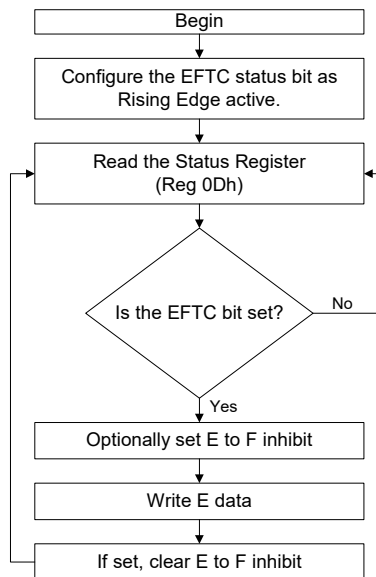 Begin
Configure the EFTC status bit as
Rising Edge active.
Read the Status Register
(Reg 0Dh)
Is the EFTC bit set?
No
Yes
Optionally set E to F inhibit
Write E data
If set, clear E to F inhibit